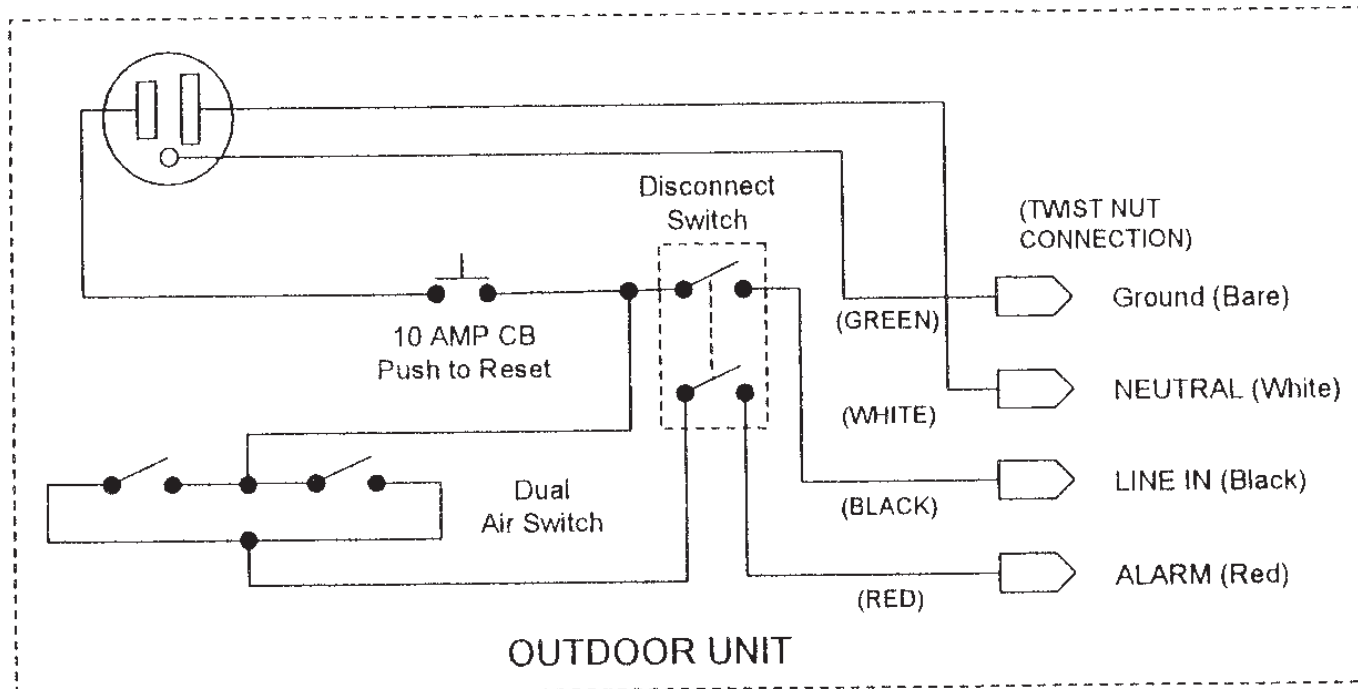 Disconnect
Switch
(TWIST NUT
CONNECTION)
Ground (Bare)
(GREEN)
10 AMP CB
Push to Reset
NEUTRAL (White)
(WHITE)
LINE IN (Black)
Dual
Air Switch
(BLACK)
ALARM (Red)
(RED)
OUTDOOR UNIT